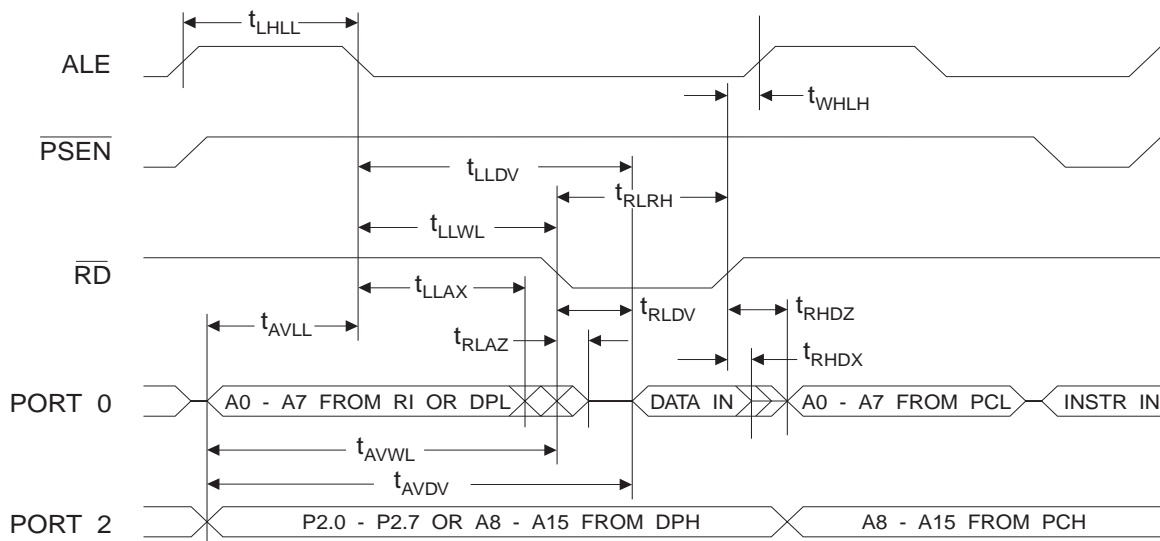 tLHLL
ALE
tWHLH
PSEN
tLLDV
tRLRH
tLLWL
RD
tLLAX
tRLDV
tRHDZ
tAVLL
tRLAZ
tRHDX
PORT 0
A0 - A7 FROM RI OR DPL
DATA IN
A0 - A7 FROM PCL
INSTR IN
tAVWL
tAVDV
PORT 2
P2.0 - P2.7 OR A8 - A15 FROM DPH
A8 - A15 FROM PCH